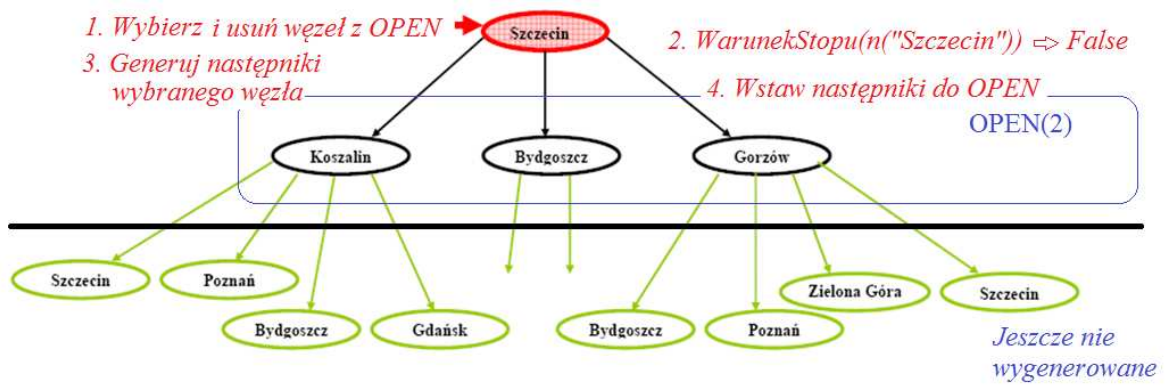 1. Wybierz i usuń węzeł z OPEN
Szczecin
2. WarunekStopu(n("Szczecin")) ⇨ False
3. Generuj następniki
wybranego węzła
4. Wstaw następniki do OPEN
OPEN(2)
Koszalin
Bydgoszcz
Gorzów
Szczecin
Poznań
Zielona Góra
Szczecin
Bydgoszcz
Gdańsk
Bydgoszcz
Poznań
Jeszcze nie
wygenerowane